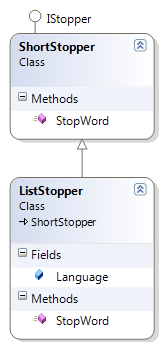 IStopper
ShortStopper
Class
Methods
StopWord
ListStopper
Class
ShortStopper
Fields
Language
Methods
StopWord